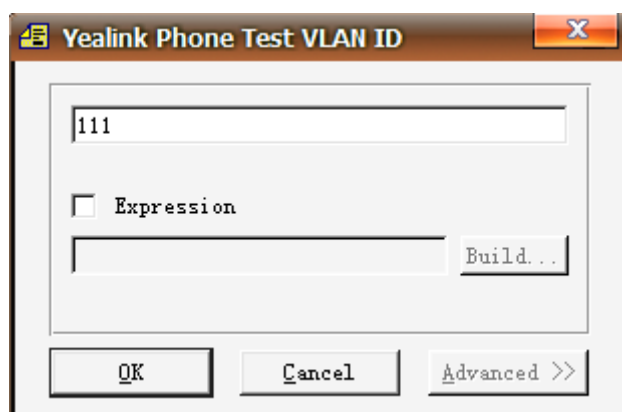 Yealink Phone Test VLAN ID
111
Expression
Build...
OK
Cancel
Advanced >>